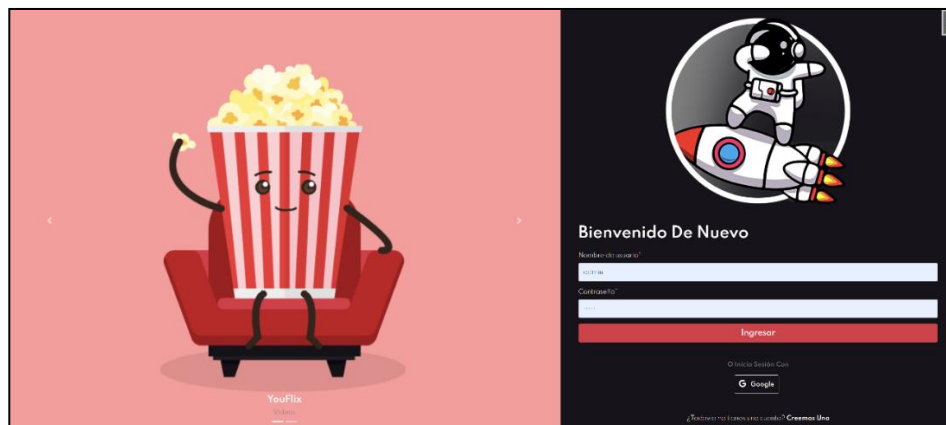 YouFlix
Videos
Bienvenido De Nuevo
Nombre de usuario*
Contraseña*
Ingresar
O Inicia Sesión Con
G Google
¿Todavía no tienes una cuenta? Creemos Una